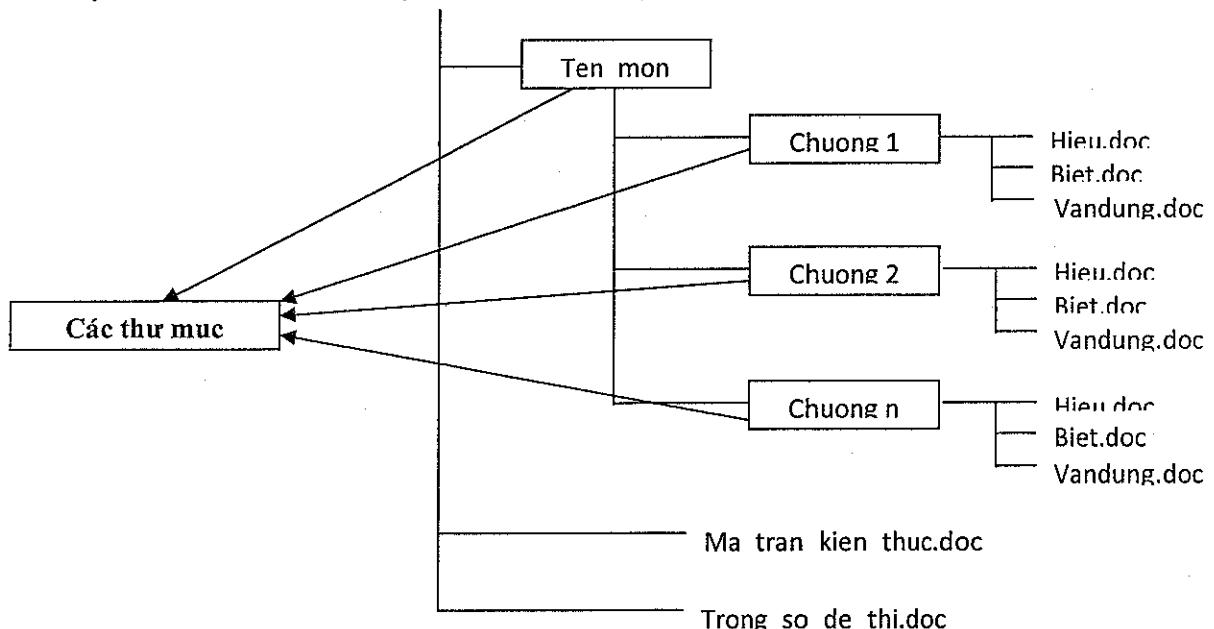 Ten mon
Chuong 1
Hieu.doc
Biet.doc
Vandung.doc
Chuong 2
Hieu.doc
Biet.doc
Vandung.doc
Các thư muc
Chuong n
Hieu.doc
Biet.doc
Vandung.doc
Ma tran kien thuc.doc
Trong so de thi.doc